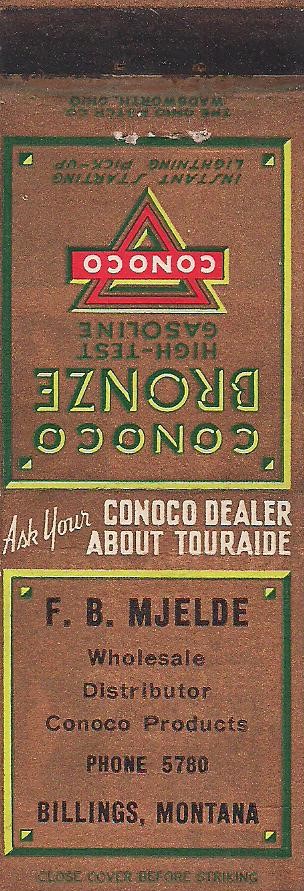 THE OHIO MATCH CO.
WADSWORTH, OHIO
CONOCO
BRONZE
HIGH-TEST
GASOLINE
CONOCO
INSTANT STARTING
LIGHTNING PICK-UP
Ask Your CONOCO DEALER
ABOUT TOURAIDE
F. B. MJELDE
Wholesale
Distributor
Conoco Products
PHONE 5780
BILLINGS, MONTANA
CLOSE COVER BEFORE STRIKING